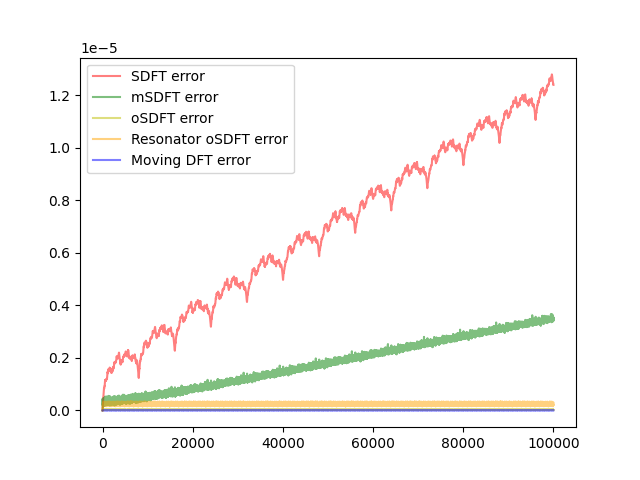 1e−5
SDFT error
mSDFT error
oSDFT error
Resonator oSDFT error
Moving DFT error
1.2
1.0
0.8
0.6
0.4
0.2
0.0
0 20000 40000 60000 80000 100000